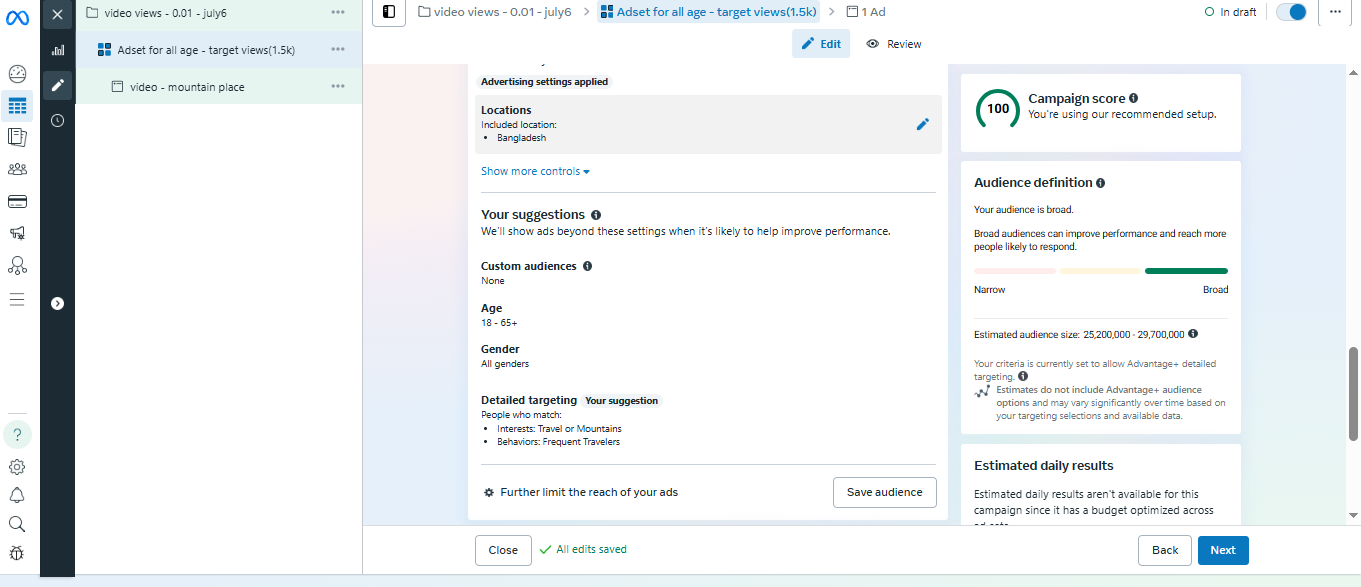 video views - 0.01 - july6
Adset for all age - target views(1.5k)
video - mountain place
video views - 0.01 - july6 > Adset for all age - target views(1.5k) > 1 Ad
In draft
Edit
Review
Advertising settings applied
Locations
Included location:
• Bangladesh
Show more controls
Your suggestions
We'll show ads beyond these settings when it's likely to help improve performance.
Custom audiences
None
Age
18 - 65+
Gender
All genders
Detailed targeting Your suggestion
People who match:
• Interests: Travel or Mountains
• Behaviors: Frequent Travelers
Further limit the reach of your ads
Save audience
100
Campaign score
You're using our recommended setup.
Audience definition
Your audience is broad.
Broad audiences can improve performance and reach more
people likely to respond.
Narrow Broad
Estimated audience size: 25,200,000 - 29,700,000
Your criteria is currently set to allow Advantage+ detailed
targeting.
Estimates do not include Advantage+ audience
options and may vary significantly over time based on
your targeting selections and available data.
Estimated daily results
Estimated daily results aren't available for this
campaign since it has a budget optimized across
Close
All edits saved
Back
Next